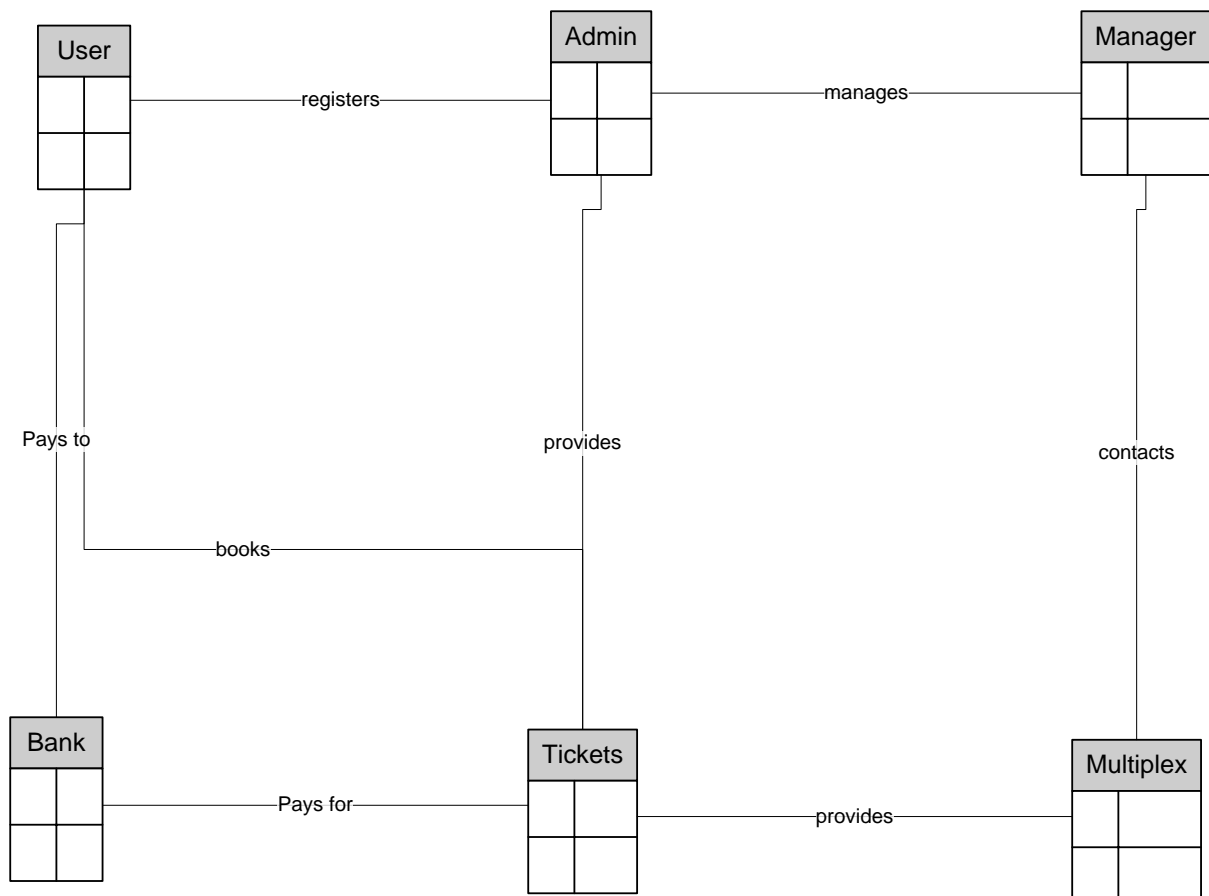 User
Admin
Manager
registers
manages
Pays to
provides
contacts
books
Bank
Tickets
Multiplex
Pays for
provides